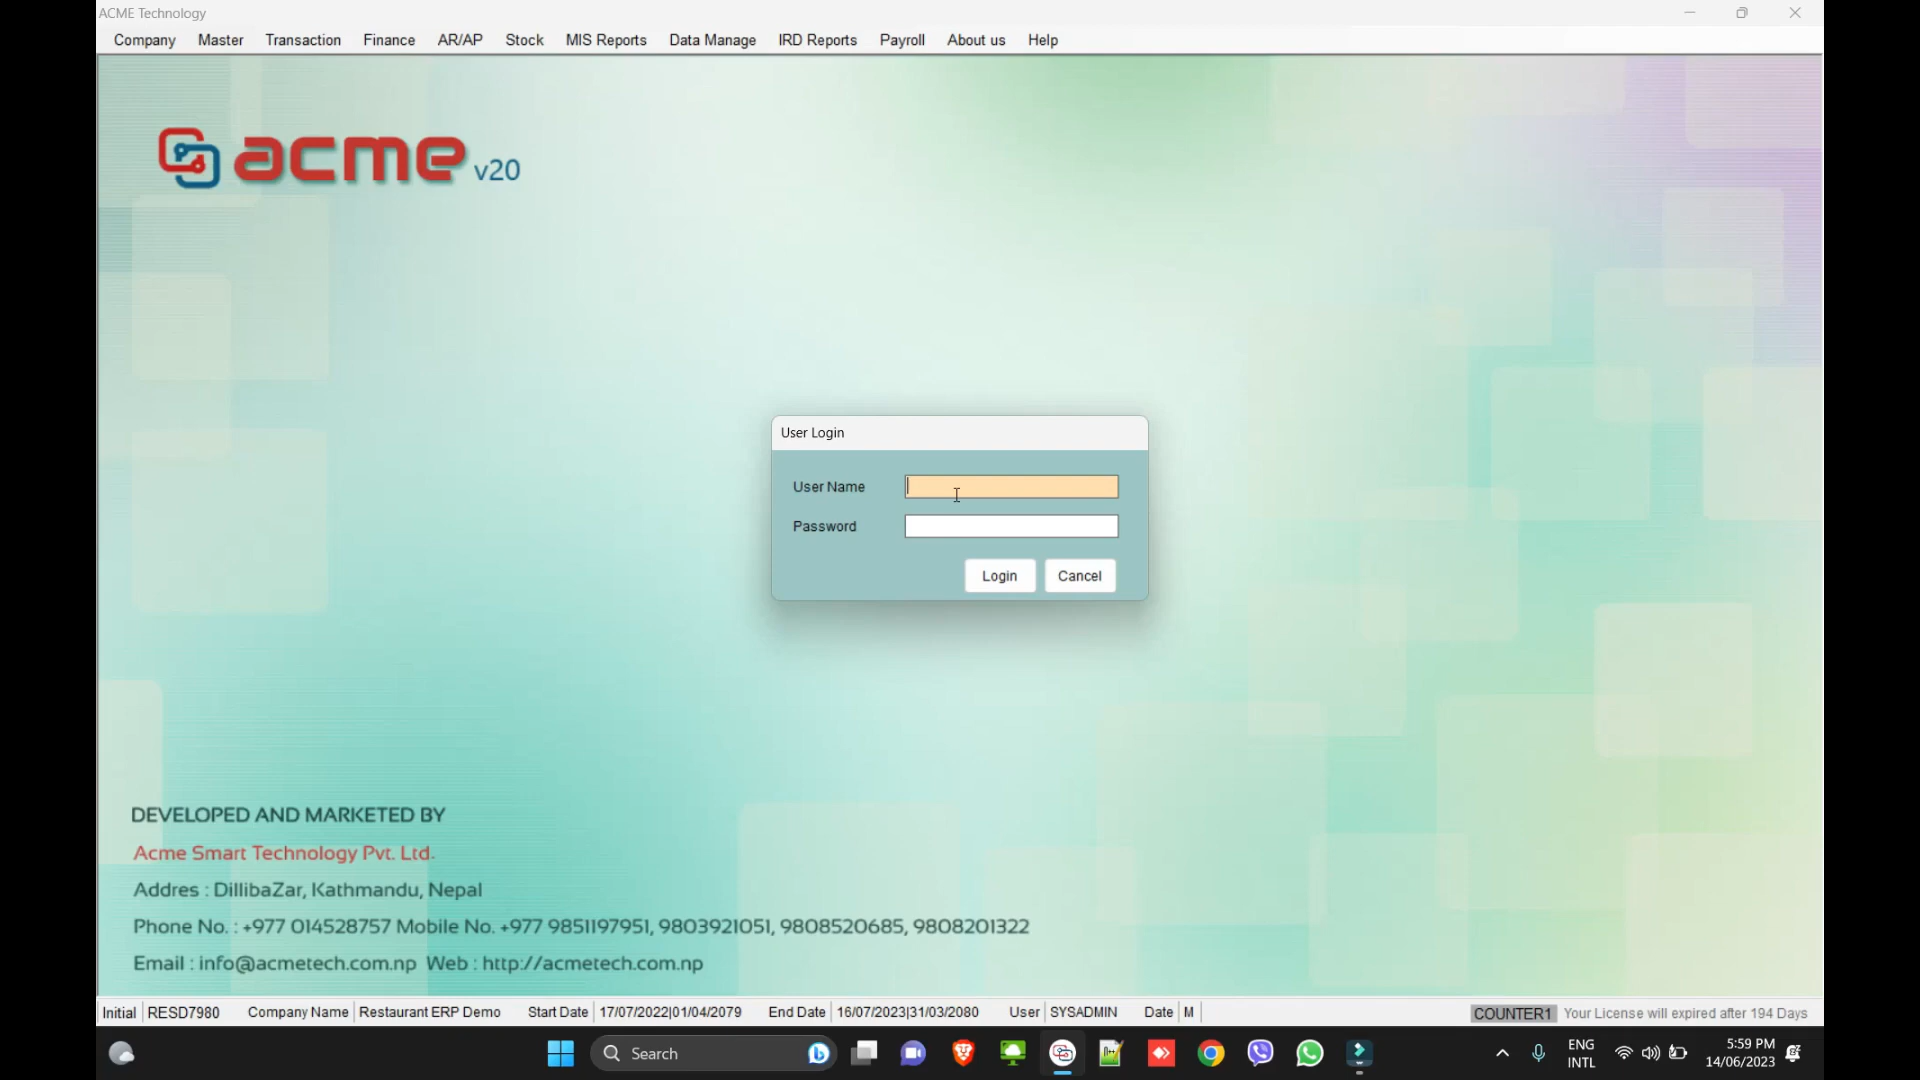 ACME Technology
Company Master Transaction Finance AR/AP Stock MIS Reports Data Manage IRD Reports Payroll About us Help
acme v20
User Login
User Name
Password
Login Cancel
DEVELOPED AND MARKETED BY
Acme Smart Technology Pvt. Ltd.
Addres : DillibaZar, Kathmandu, Nepal
Phone No. : +977 014528757 Mobile No. +977 9851197951, 9803921051, 9808520685, 9808201322
Email : info@acmetech.com.np Web : http://acmetech.com.np
Initial RESD7980 Company Name Restaurant ERP Demo Start Date 17/07/2022|01/04/2079 End Date 16/07/2023|31/03/2080 User SYSADMIN Date M COUNTER1 Your License will expired after 194 Days
Search ENG 5:59 PM
INTL 14/06/2023